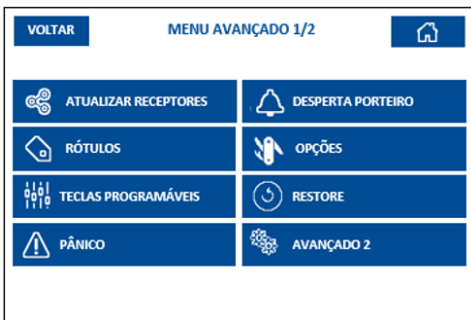 VOLTAR
MENU AVANÇADO 1/2
ATUALIZAR RECEPTORES
DESPERTA PORTEIRO
RÓTULOS
OPÇÕES
TECLAS PROGRAMÁVEIS
RESTORE
PÂNICO
AVANÇADO 2